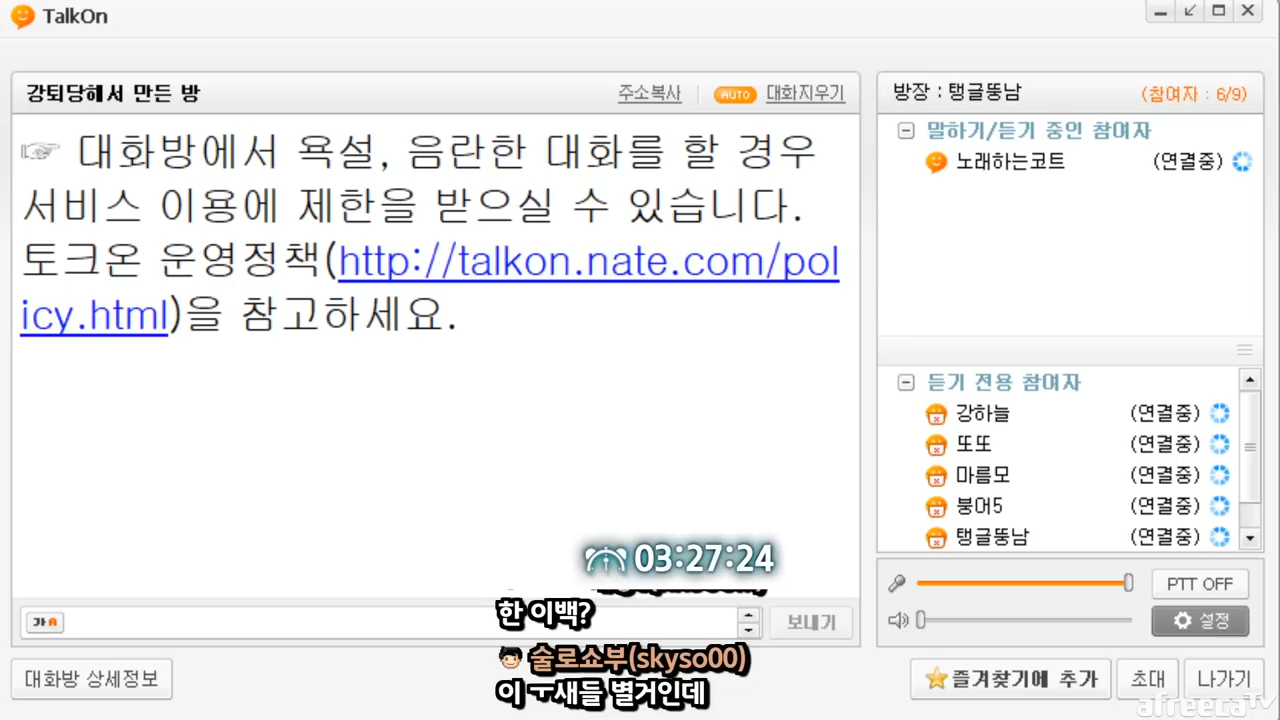 TalkOn
강퇴당해서 만든 방
주소복사
AUTO 대화지우기
☞ 대화방에서 욕설, 음란한 대화를 할 경우
서비스 이용에 제한을 받으실 수 있습니다.
토크온 운영정책(http://talkon.nate.com/pol
icy.html)을 참고하세요.
방장 : 탱글뚱남
(참여자 : 6/9)
말하기/듣기 중인 참여자
노래하는코트 (연결중)
듣기 전용 참여자
강하늘 (연결중)
또또 (연결중)
마름모 (연결중)
붕어5 (연결중)
탱글뚱남 (연결중)
PTT OFF
설정
03:27:24
한 이백?
술로쇼부(skyso00)
이 ㅜ새들 별거인데
가A
보내기
대화방 상세정보
즐겨찾기에 추가
초대
나가기
afreecaTV